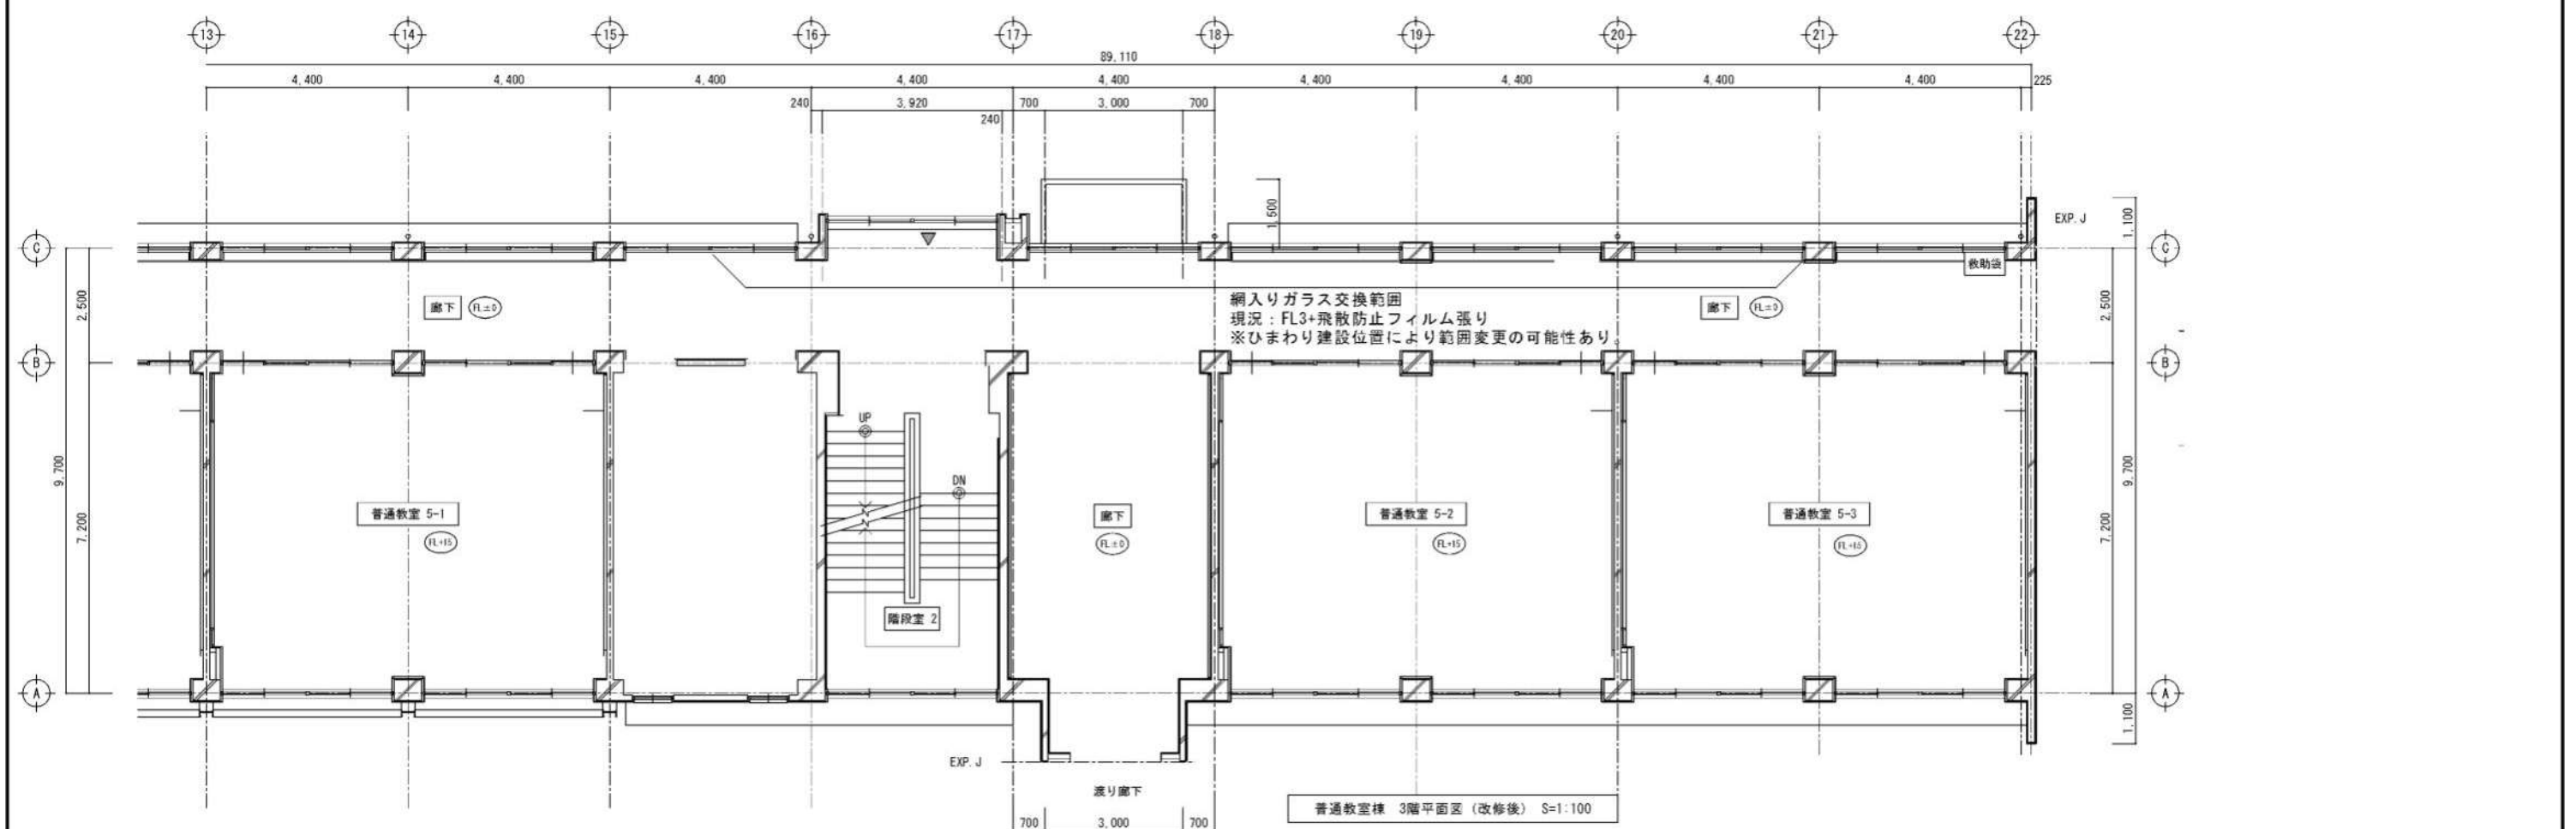 13 14 15 16 17 18 19 20 21 22
89,110
4,400 4,400 4,400 4,400 4,400 4,400 4,400 4,400 4,400 225
240 3,920 700 3,000 700
240
1,500
EXP. J
1,100
C
C
救助袋
2,500
廊下 FL±0
網入りガラス交換範囲
現況：FL3+飛散防止フィルム張り
※ひまわり建設位置により範囲変更の可能性あり。
廊下 FL±0
2,500
B
B
UP
DN
9,700
7,200
普通教室 5-1
FL+15
廊下
FL±0
普通教室 5-2
FL+15
普通教室 5-3
FL+15
7,200
9,700
階段室 2
A
A
1,100
EXP. J
渡り廊下
普通教室棟 3階平面図（改修後） S=1:100
700 3,000 700